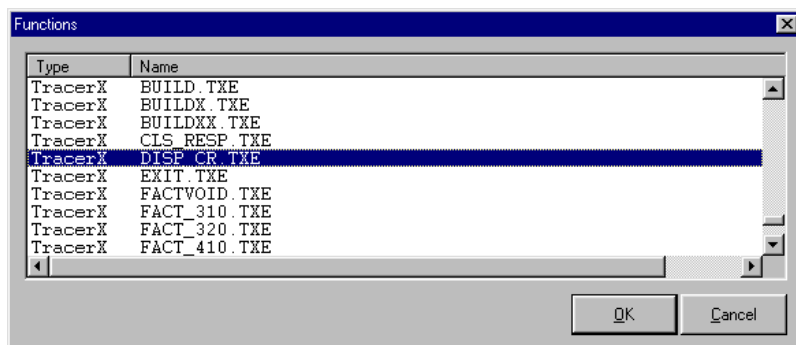 Functions
Type Name
TracerX BUILD.TXE
TracerX BUILDX.TXE
TracerX BUILDXX.TXE
TracerX CLS_RESP.TXE
TracerX DISP_CR.TXE
TracerX EXIT.TXE
TracerX FACTVOID.TXE
TracerX FACT_310.TXE
TracerX FACT_320.TXE
TracerX FACT_410.TXE
OK Cancel